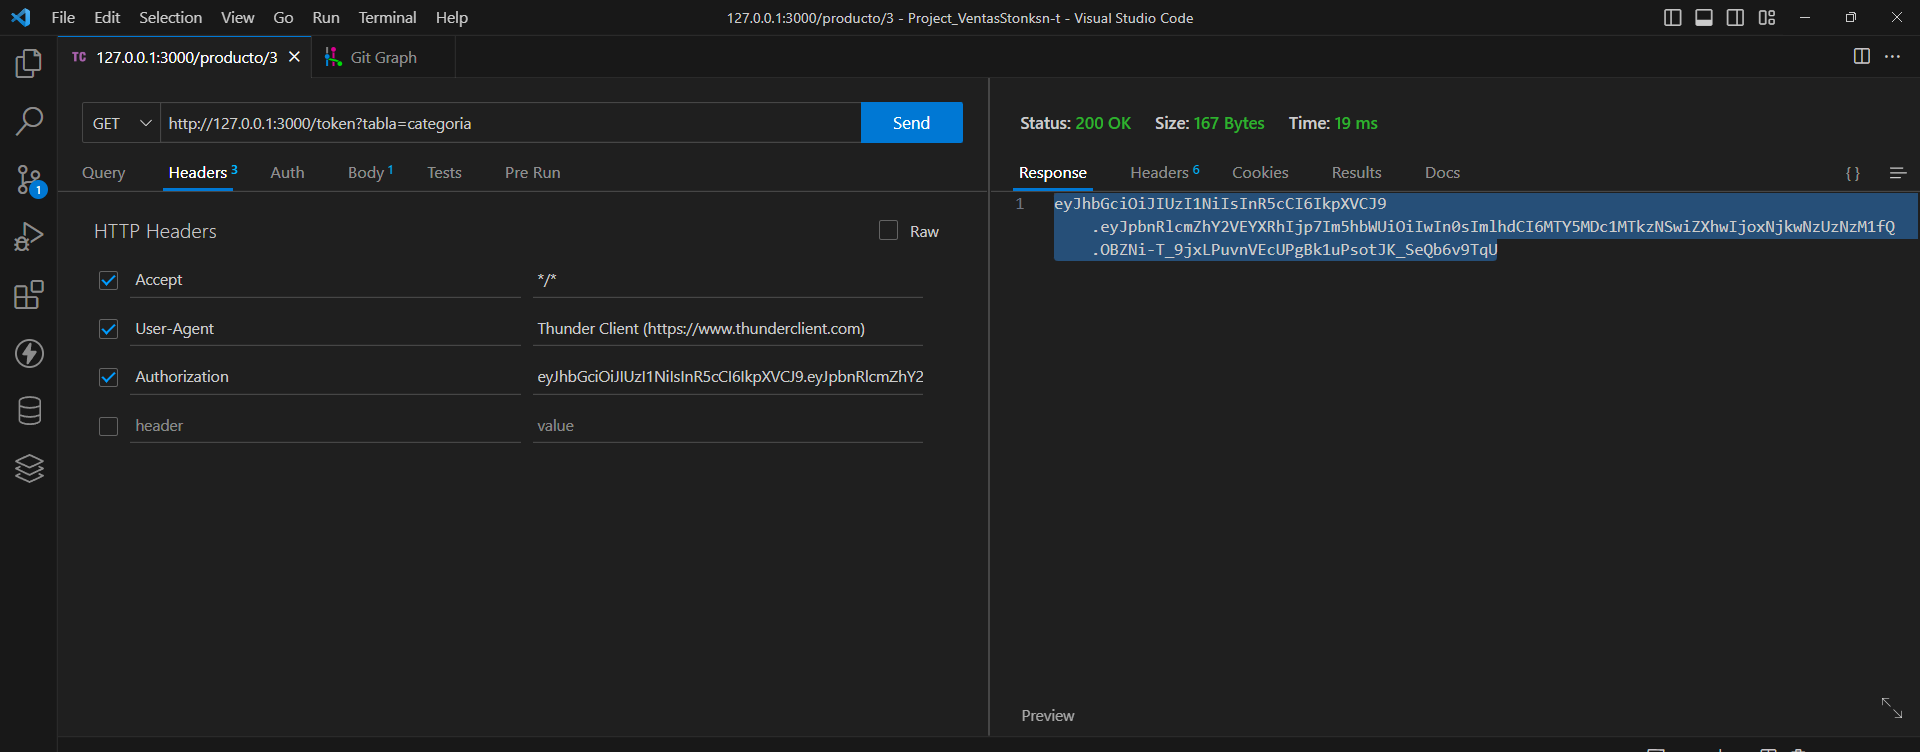 File Edit Selection View Go Run Terminal Help
127.0.0.1:3000/producto/3 - Project_VentasStonksn-t - Visual Studio Code
TC 127.0.0.1:3000/producto/3
Git Graph
GET http://127.0.0.1:3000/token?tabla=categoria Send
Query Headers 3 Auth Body 1 Tests Pre Run
HTTP Headers Raw
Accept */*
User-Agent Thunder Client (https://www.thunderclient.com)
Authorization eyJhbGciOiJIUzI1NiIsInR5cCI6IkpXVCJ9.eyJpbnRlcmZhY2
header value
1
Status: 200 OK Size: 167 Bytes Time: 19 ms
Response Headers 6 Cookies Results Docs { }
1 eyJhbGciOiJIUzI1NiIsInR5cCI6IkpXVCJ9
.eyJpbnRlcmZhY2VEYXRhIjp7Im5hbWUiOiIwIn0sImlhdCI6MTY5MDc1MTkzNSwiZXhwIjoxNjkwNzUzNzM1fQ
.OBZNi-T_9jxLPuvnVEcUPgBk1uPsotJK_SeQb6v9TqU
Preview